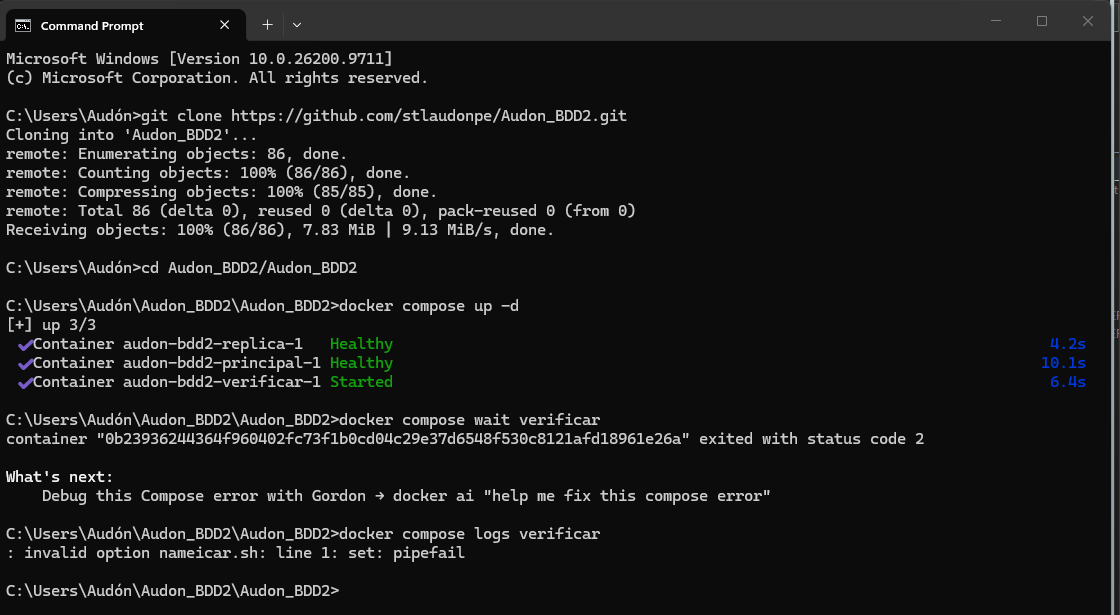 Command Prompt
Microsoft Windows [Version 10.0.26200.9711]
(c) Microsoft Corporation. All rights reserved.
C:\Users\Audón>git clone https://github.com/stlaudonpe/Audon_BDD2.git
Cloning into 'Audon_BDD2'...
remote: Enumerating objects: 86, done.
remote: Counting objects: 100% (86/86), done.
remote: Compressing objects: 100% (85/85), done.
remote: Total 86 (delta 0), reused 0 (delta 0), pack-reused 0 (from 0)
Receiving objects: 100% (86/86), 7.83 MiB | 9.13 MiB/s, done.
C:\Users\Audón>cd Audon_BDD2/Audon_BDD2
C:\Users\Audón\Audon_BDD2\Audon_BDD2>docker compose up -d
[+] up 3/3
✔Container audon-bdd2-replica-1 Healthy 4.2s
✔Container audon-bdd2-principal-1 Healthy 10.1s
✔Container audon-bdd2-verificar-1 Started 6.4s
C:\Users\Audón\Audon_BDD2\Audon_BDD2>docker compose wait verificar
container "0b23936244364f960402fc73f1b0cd04c29e37d6548f530c8121afd18961e26a" exited with status code 2
What's next:
Debug this Compose error with Gordon → docker ai "help me fix this compose error"
C:\Users\Audón\Audon_BDD2\Audon_BDD2>docker compose logs verificar
: invalid option nameicar.sh: line 1: set: pipefail
C:\Users\Audón\Audon_BDD2\Audon_BDD2>